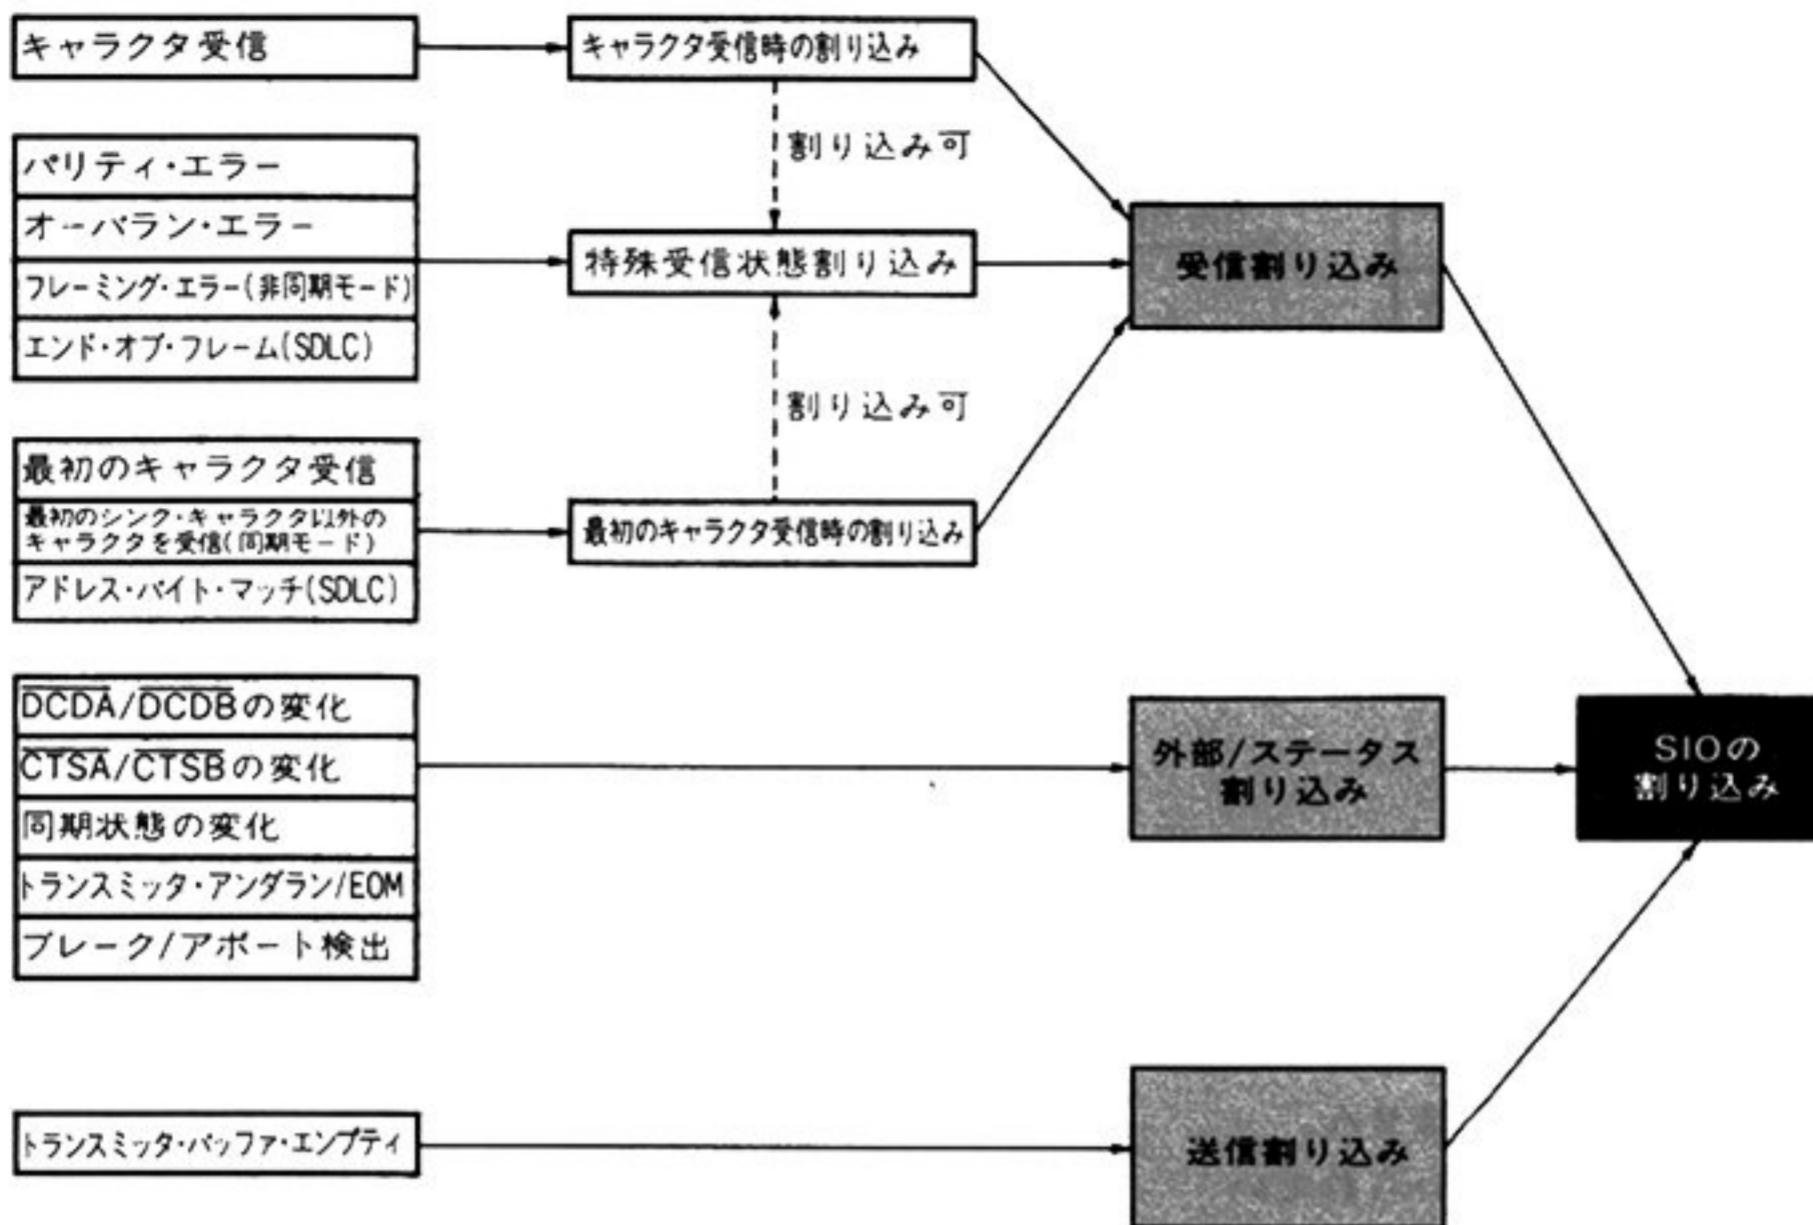 キャラクタ受信
キャラクタ受信時の割り込み
割り込み可
パリティ・エラー
オーバラン・エラー
フレーミング・エラー(非同期モード)
エンド・オブ・フレーム(SDLC)
特殊受信状態割り込み
受信割り込み
割り込み可
最初のキャラクタ受信
最初のシンク・キャラクタ以外の
キャラクタを受信(同期モード)
アドレス・バイト・マッチ(SDLC)
最初のキャラクタ受信時の割り込み
DCDA/DCDBの変化
CTSA/CTSBの変化
同期状態の変化
トランスミッタ・アンダラン/EOM
ブレーク/アボート検出
外部/ステータス
割り込み
SIOの
割り込み
トランスミッタ・バッファ・エンプティ
送信割り込み